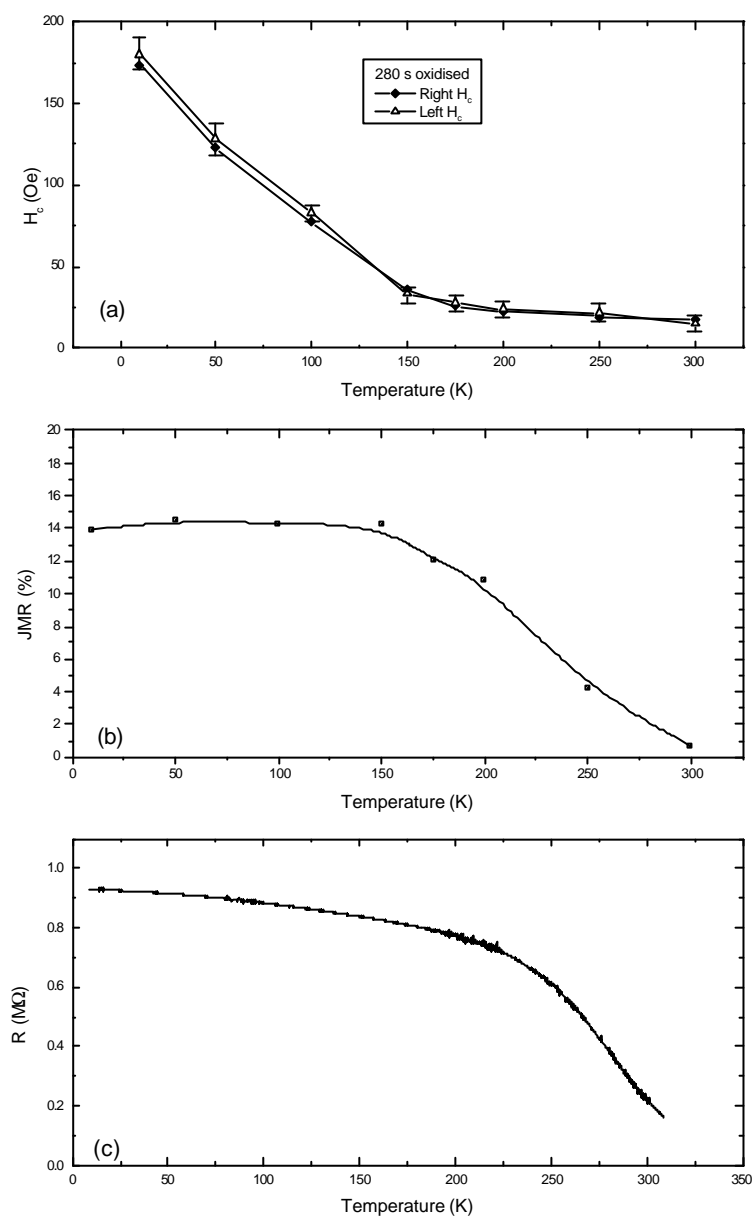 200
150
100
50
0
H_c (Oe)
280 s oxidised
Right H_c
Left H_c
(a)
0 50 100 150 200 250 300
Temperature (K)
20
18
16
14
12
10
8
6
4
2
0
JMR (%)
(b)
0 50 100 150 200 250 300
Temperature (K)
1.0
0.8
0.6
0.4
0.2
0.0
R (MΩ)
(c)
0 50 100 150 200 250 300 350
Temperature (K)